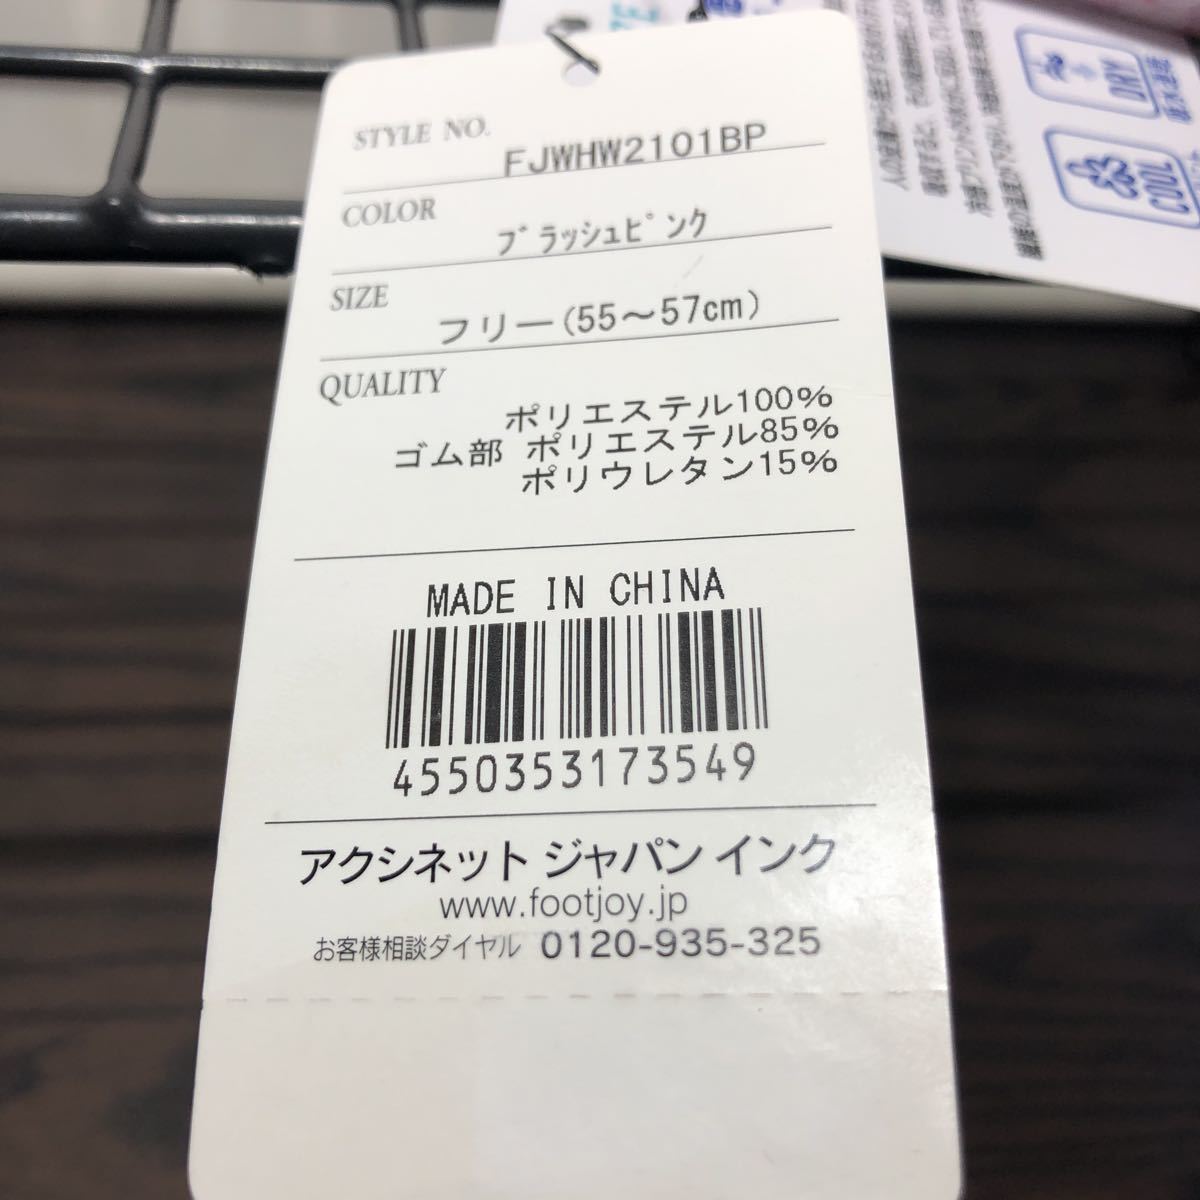 STYLE NO.
FJWHW2101BP
COLOR
ブラッシュピンク
SIZE
フリー(55～57cm)
QUALITY
ポリエステル100%
ゴム部 ポリエステル85%
ポリウレタン15%
MADE IN CHINA
4550353173549
アクシネット ジャパン インク
www.footjoy.jp
お客様相談ダイヤル 0120-935-325
DRY
COOL